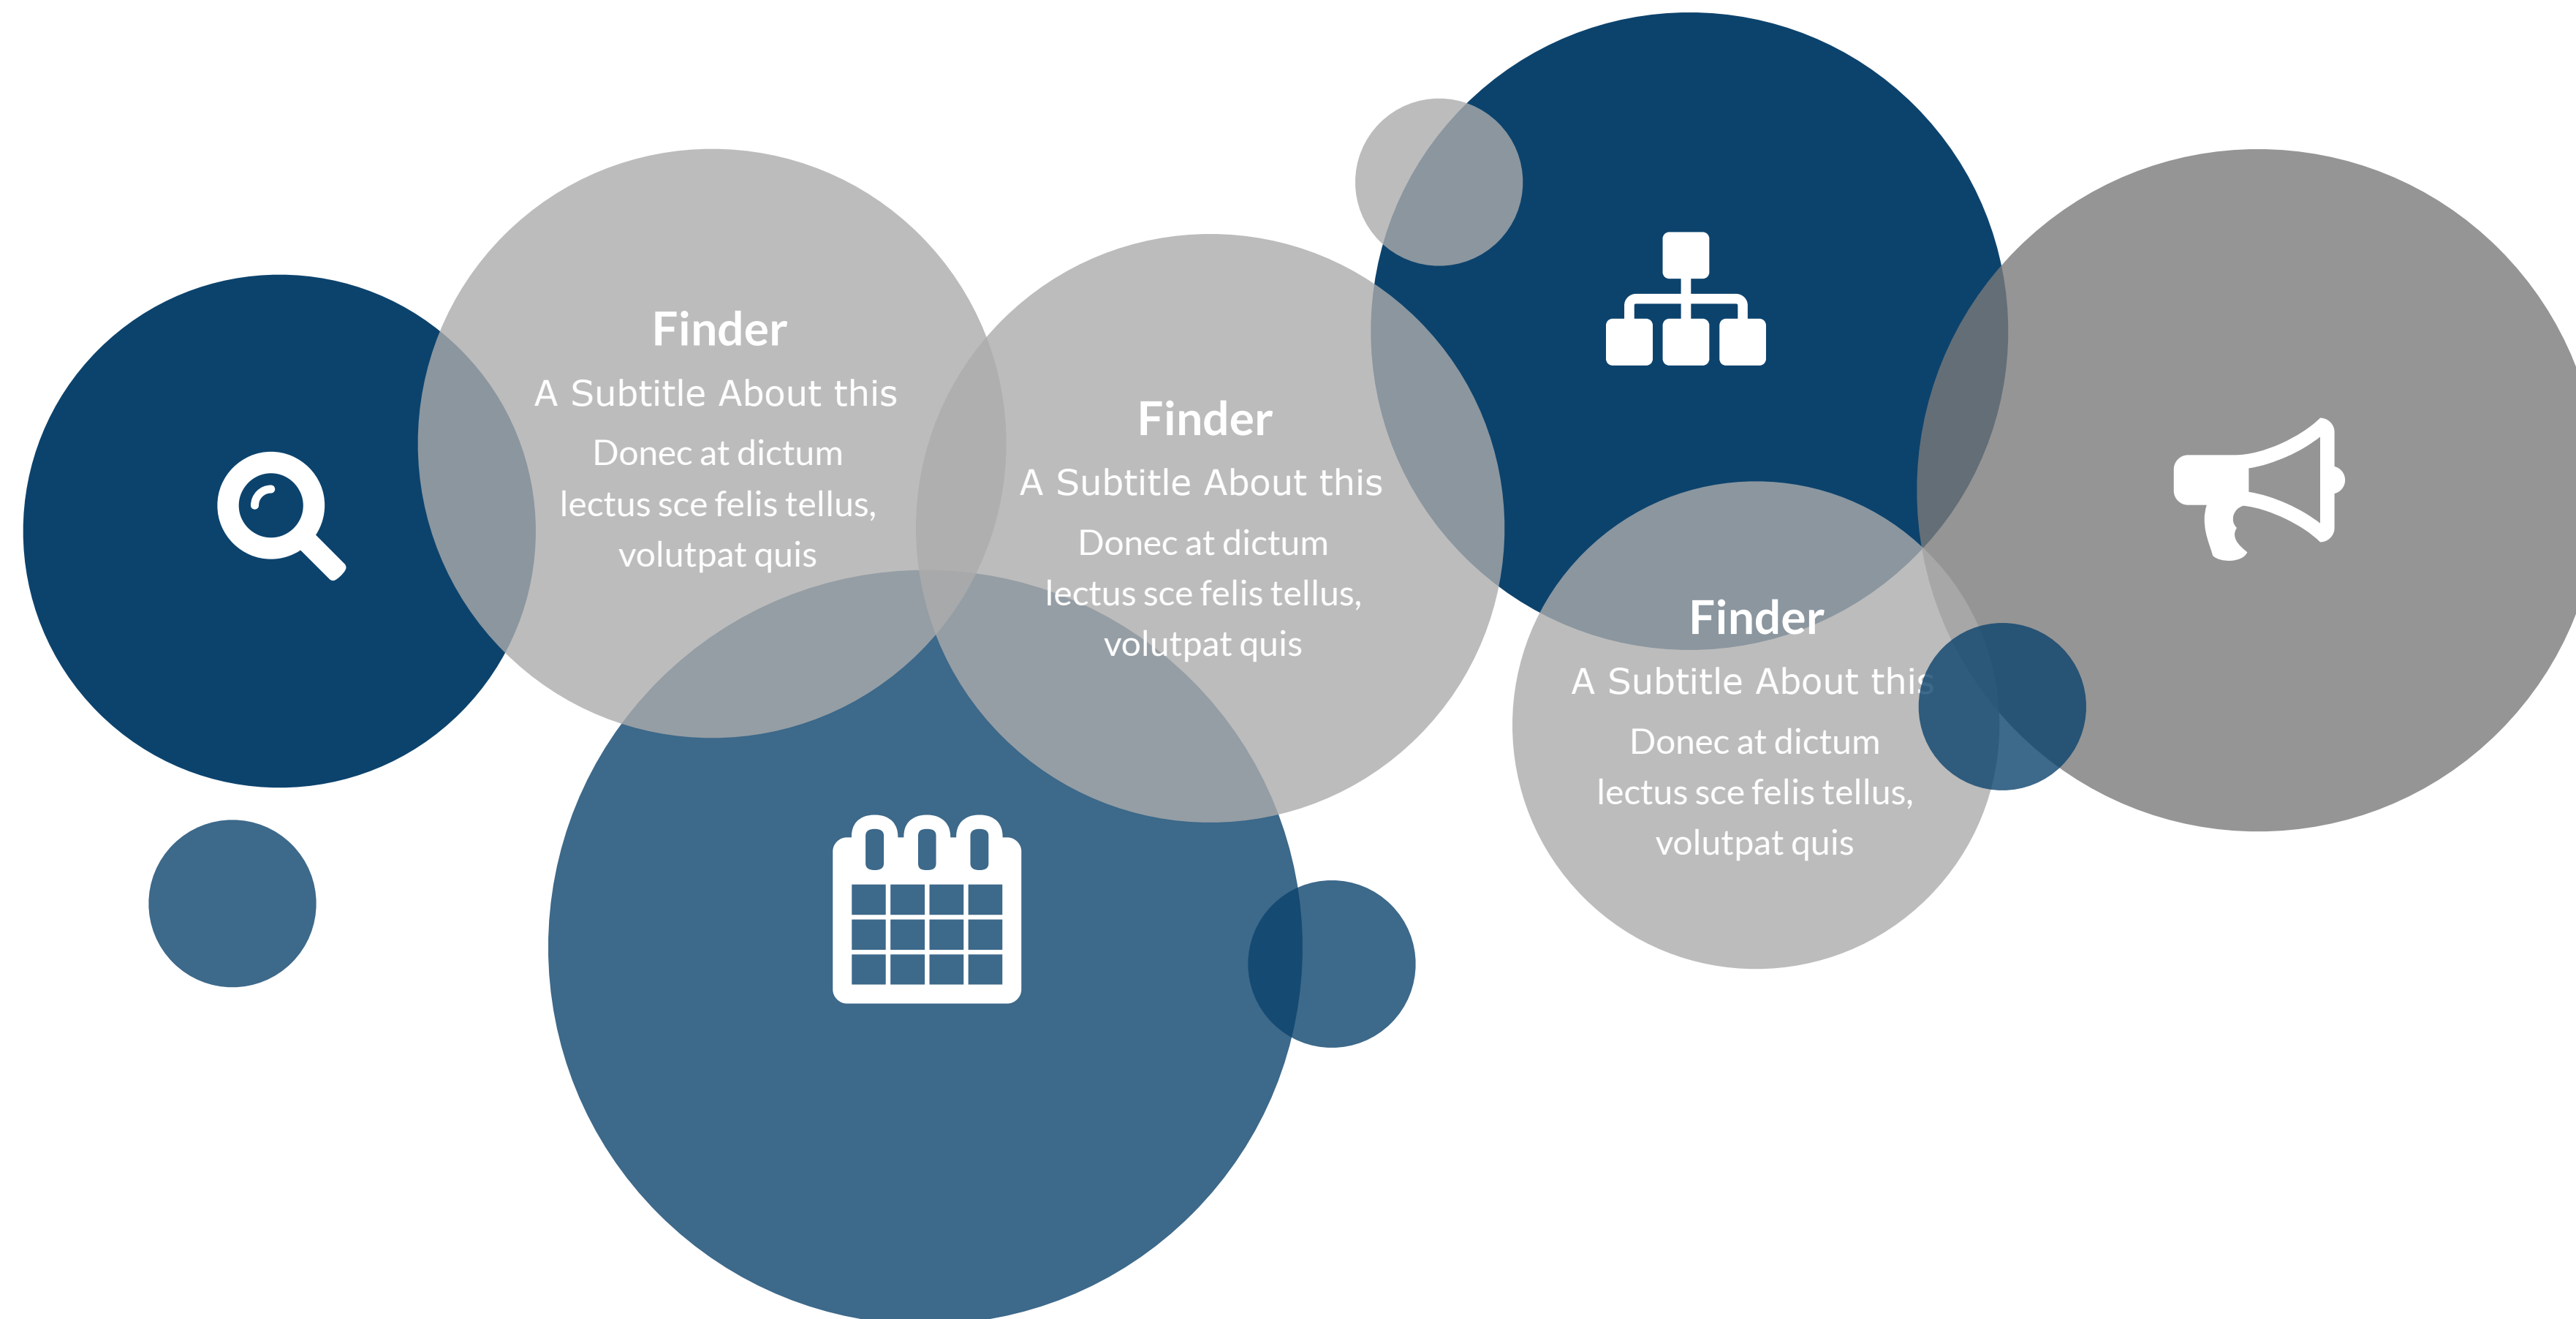 Finder
A Subtitle About this
Donec at dictum
lectus sce felis tellus,
volutpat quis
Finder
A Subtitle About this
Donec at dictum
lectus sce felis tellus,
volutpat quis
Finder
A Subtitle About this
Donec at dictum
lectus sce felis tellus,
volutpat quis